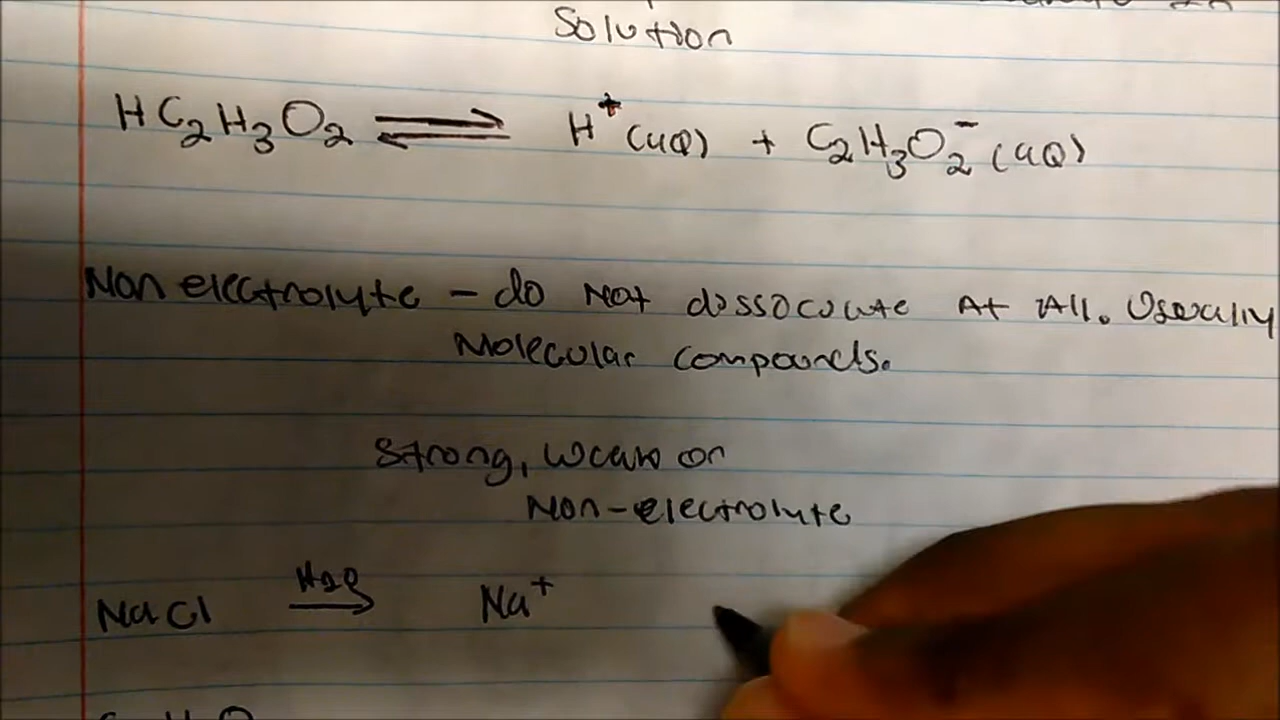 Solution
HC₂H₃O₂ ⇌ H⁺(aq) + C₂H₃O₂⁻(aq)
Non electrolyte - do Not dissociate At All. Usually
Molecular compounds.
Strong, weak or
Non-electrolyte
NaCl H₂O→ Na⁺